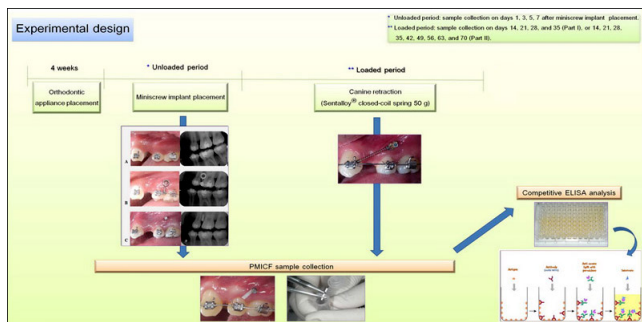 Experimental design
* Unloaded period: sample collection on days 1, 3, 5, 7 after miniscrew implant placement.
** Loaded period: sample collection on days 14, 21, 28, and 35 (Part I), or 14, 21, 28,
35, 42, 49, 56, 63, and 70 (Part II).
4 weeks
* Unloaded period
** Loaded period
Orthodontic
appliance placement
Miniscrew implant placement
Canine retraction
(Sentalloy® closed-coil spring 50 g)
A
B
C
Competitive ELISA analysis
PMICF sample collection